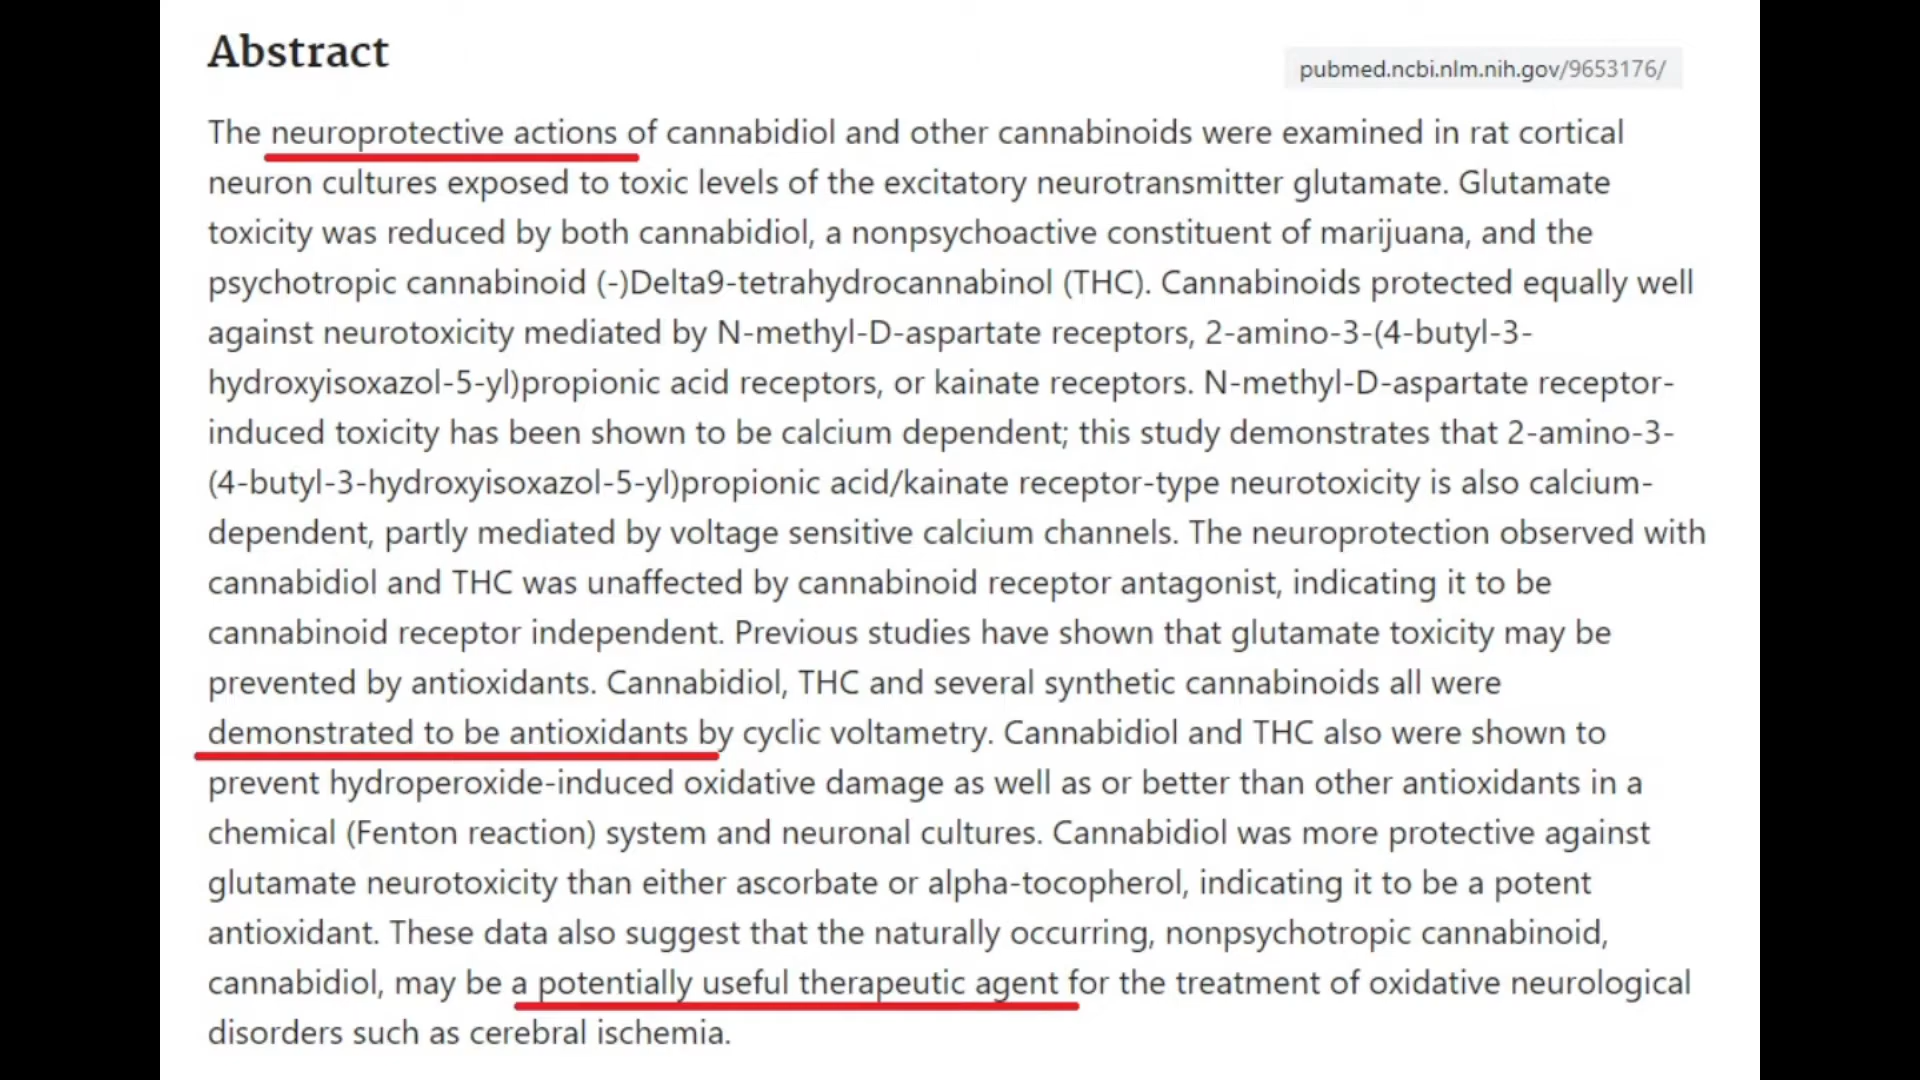 Abstract
pubmed.ncbi.nlm.nih.gov/9653176/
The neuroprotective actions of cannabidiol and other cannabinoids were examined in rat cortical
neuron cultures exposed to toxic levels of the excitatory neurotransmitter glutamate. Glutamate
toxicity was reduced by both cannabidiol, a nonpsychoactive constituent of marijuana, and the
psychotropic cannabinoid (-)Delta9-tetrahydrocannabinol (THC). Cannabinoids protected equally well
against neurotoxicity mediated by N-methyl-D-aspartate receptors, 2-amino-3-(4-butyl-3-
hydroxyisoxazol-5-yl)propionic acid receptors, or kainate receptors. N-methyl-D-aspartate receptor-
induced toxicity has been shown to be calcium dependent; this study demonstrates that 2-amino-3-
(4-butyl-3-hydroxyisoxazol-5-yl)propionic acid/kainate receptor-type neurotoxicity is also calcium-
dependent, partly mediated by voltage sensitive calcium channels. The neuroprotection observed with
cannabidiol and THC was unaffected by cannabinoid receptor antagonist, indicating it to be
cannabinoid receptor independent. Previous studies have shown that glutamate toxicity may be
prevented by antioxidants. Cannabidiol, THC and several synthetic cannabinoids all were
demonstrated to be antioxidants by cyclic voltametry. Cannabidiol and THC also were shown to
prevent hydroperoxide-induced oxidative damage as well as or better than other antioxidants in a
chemical (Fenton reaction) system and neuronal cultures. Cannabidiol was more protective against
glutamate neurotoxicity than either ascorbate or alpha-tocopherol, indicating it to be a potent
antioxidant. These data also suggest that the naturally occurring, nonpsychotropic cannabinoid,
cannabidiol, may be a potentially useful therapeutic agent for the treatment of oxidative neurological
disorders such as cerebral ischemia.